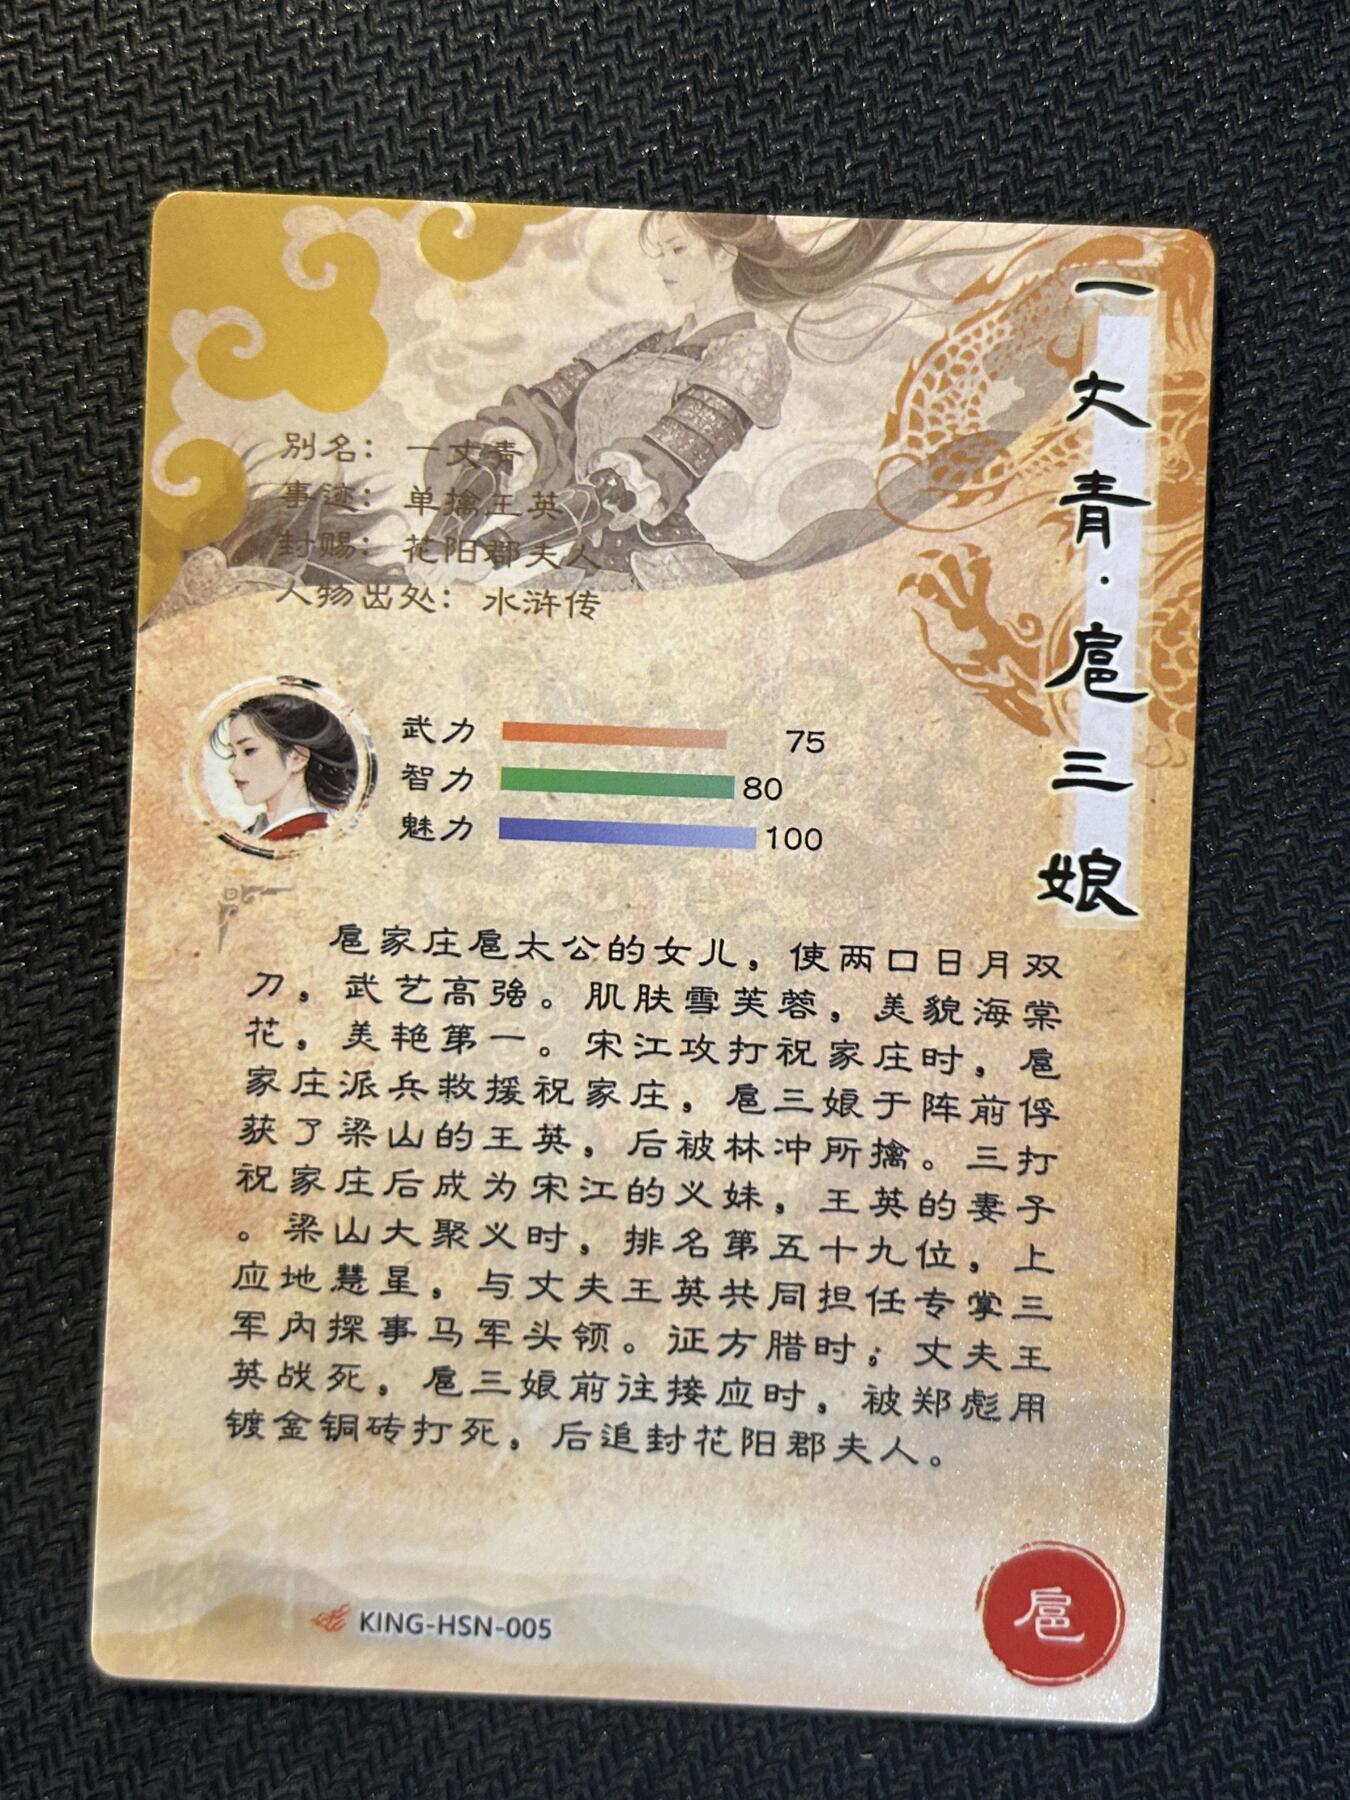 一丈青·扈三娘
别名：一丈青
事迹：单擒王英
封赐：花阳郡夫人
人物出处：水浒传
武力 75
智力 80
魅力 100
扈家庄扈太公的女儿，使两口日月双
刀，武艺高强。肌肤雪芙蓉，美貌海棠
花，美艳第一。宋江攻打祝家庄时，扈
家庄派兵救援祝家庄，扈三娘于阵前俘
获了梁山的王英，后被林冲所擒。三打
祝家庄后成为宋江的义妹，王英的妻子
。梁山大聚义时，排名第五十九位，上
应地慧星，与丈夫王英共同担任专掌三
军内探事马军头领。征方腊时；丈夫王
英战死，扈三娘前往接应时，被郑彪用
镀金铜砖打死，后追封花阳郡夫人。
KING-HSN-005
扈